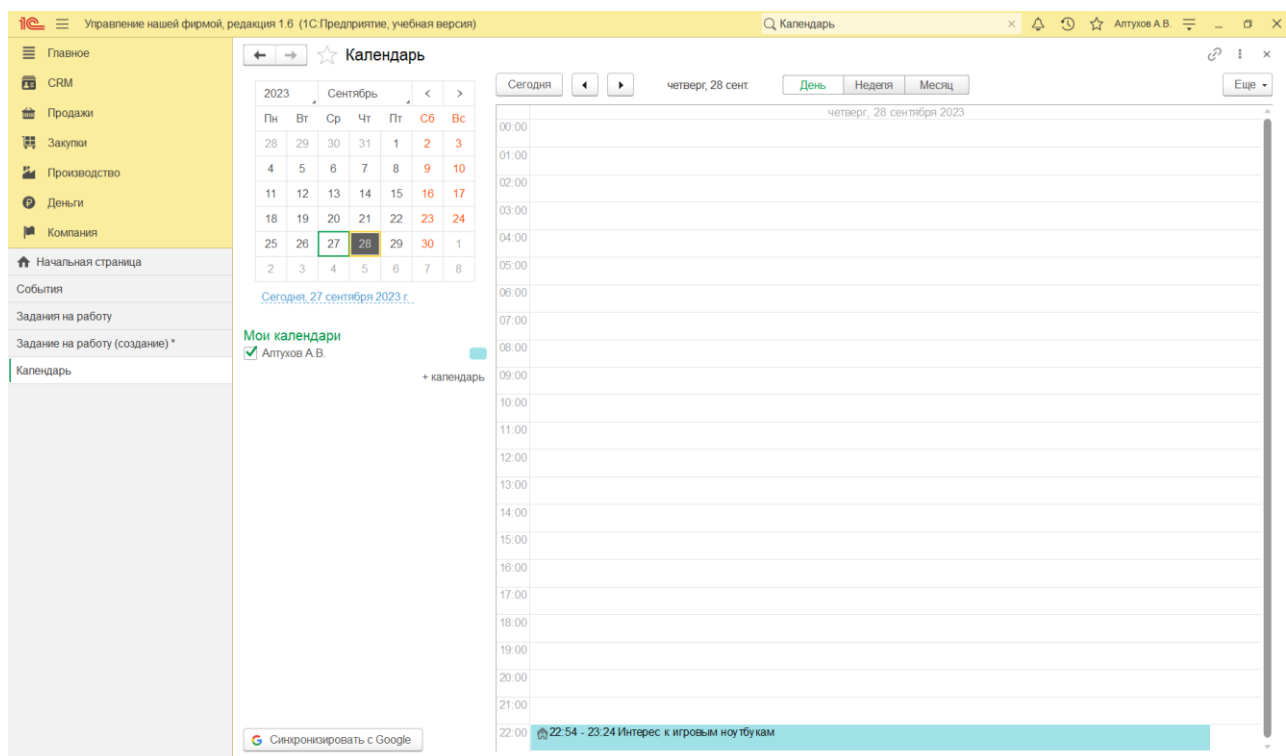 1С Управление нашей фирмой, редакция 1.6 (1С:Предприятие, учебная версия) Календарь Алтухов А.В.
Главное
CRM
Продажи
Закупки
Производство
Деньги
Компания
Начальная страница
События
Задания на работу
Задание на работу (создание) *
Календарь
Календарь
2023 Сентябрь < >
Пн Вт Ср Чт Пт Сб Вс
28 29 30 31 1 2 3
4 5 6 7 8 9 10
11 12 13 14 15 16 17
18 19 20 21 22 23 24
25 26 27 28 29 30 1
2 3 4 5 6 7 8
Сегодня, 27 сентября 2023 г.
Мои календари
Алтухов А.В.
+ календарь
G Синхронизировать с Google
Сегодня четверг, 28 сент. День Неделя Месяц Еще
четверг, 28 сентября 2023
00:00
01:00
02:00
03:00
04:00
05:00
06:00
07:00
08:00
09:00
10:00
11:00
12:00
13:00
14:00
15:00
16:00
17:00
18:00
19:00
20:00
21:00
22:00 22:54 - 23:24 Интерес к игровым ноутбукам